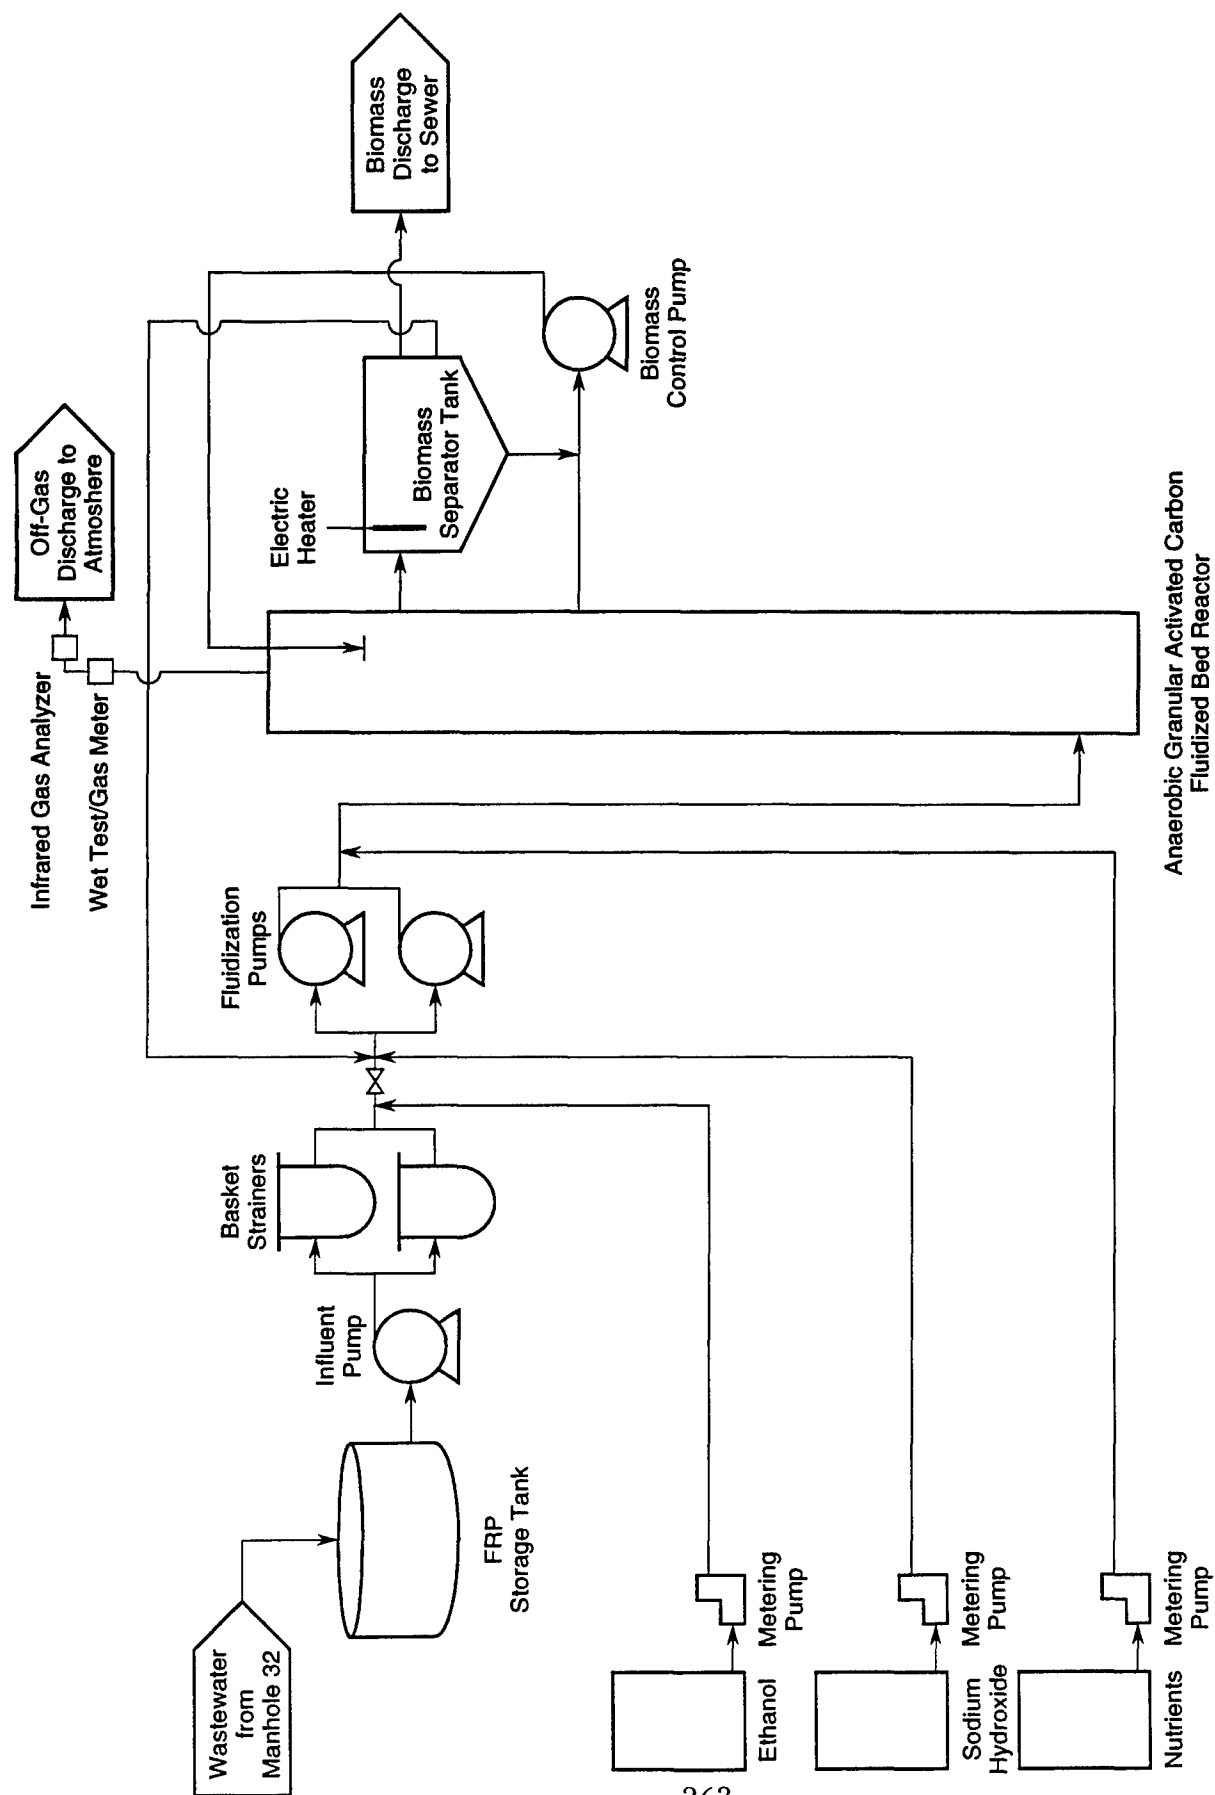 Wastewater
from
Manhole 32
FRP
Storage Tank
Influent
Pump
Basket
Strainers
Fluidization
Pumps
Infrared Gas Analyzer
Wet Test/Gas Meter
Off-Gas
Discharge to
Atmoshere
Electric
Heater
Biomass
Separator Tank
Biomass
Discharge
to Sewer
Biomass
Control Pump
Ethanol
Metering
Pump
Sodium
Hydroxide
Metering
Pump
Nutrients
Metering
Pump
Anaerobic Granular Activated Carbon
Fluidized Bed Reactor